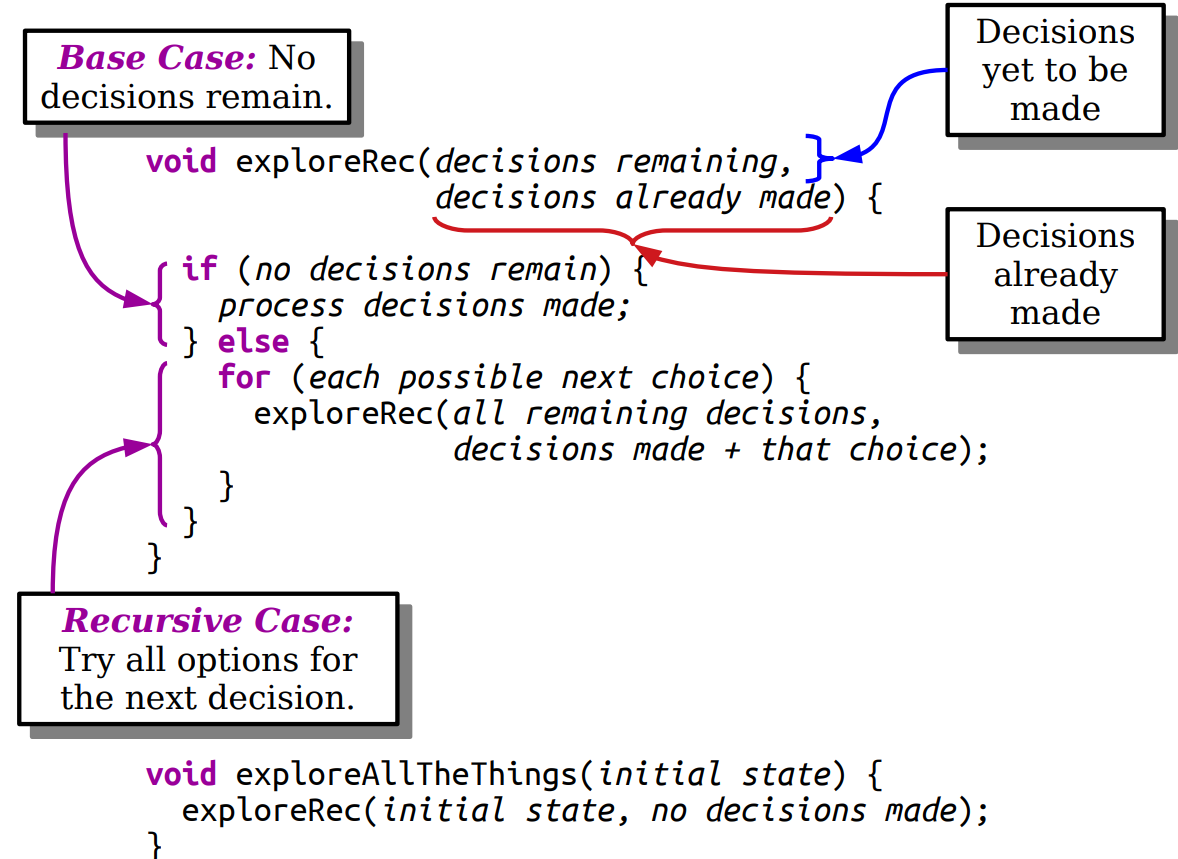 Base Case: No
decisions remain.
Decisions
yet to be
made
void exploreRec(decisions remaining,
decisions already made) {
Decisions
already
made
if (no decisions remain) {
process decisions made;
} else {
for (each possible next choice) {
exploreRec(all remaining decisions,
decisions made + that choice);
}
}
}
Recursive Case:
Try all options for
the next decision.
void exploreAllTheThings(initial state) {
exploreRec(initial state, no decisions made);
}